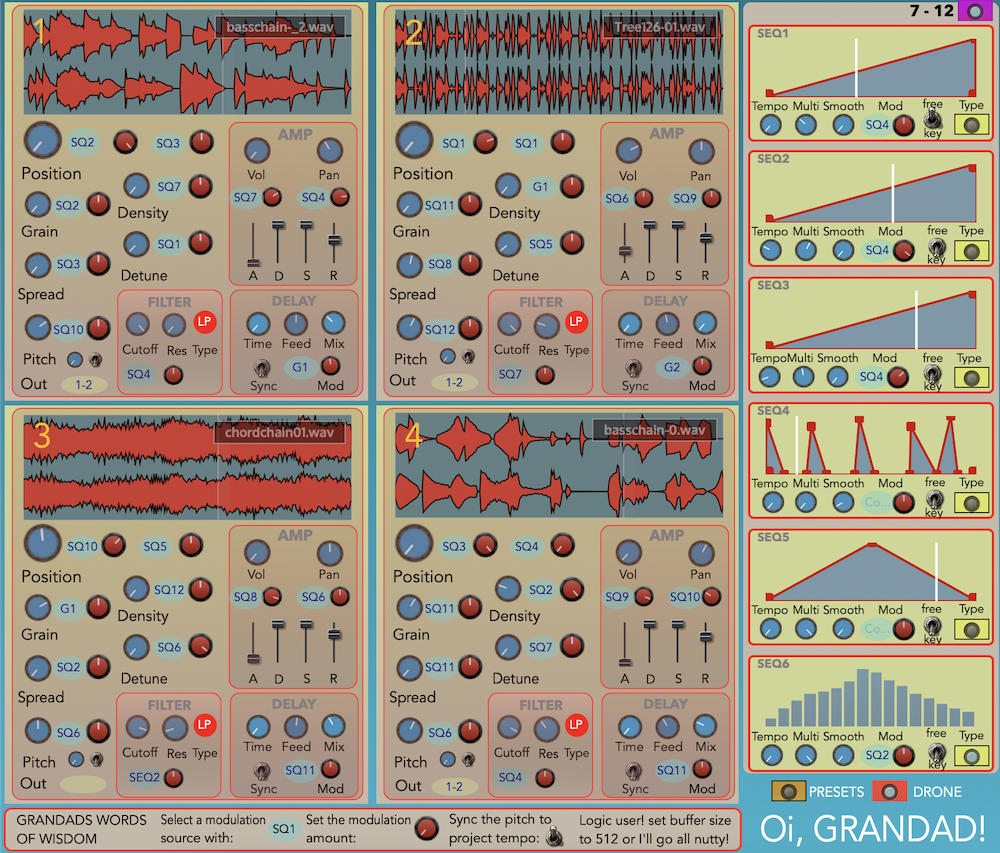 1
basschain-_2.wav
SQ2
SQ3
AMP
Position
Vol
Pan
SQ7
SQ2
Density
SQ7
SQ4
Grain
SQ1
SQ3
Detune
A D S R
Spread
FILTER
DELAY
SQ10
LP
Cutoff Res Type
Time Feed Mix
Pitch
SQ4
G1
Out
1-2
Sync
Mod
2
Tree126-01.wav
SQ1
SQ1
AMP
Position
Vol
Pan
G1
SQ11
Density
SQ6
SQ9
Grain
SQ5
SQ8
Detune
A D S R
Spread
FILTER
DELAY
SQ12
LP
Cutoff Res Type
Time Feed Mix
Pitch
SQ7
G2
Out
1-2
Sync
Mod
3
chordchain01.wav
SQ10
SQ5
AMP
Position
Vol
Pan
SQ12
G1
Density
SQ8
SQ6
Grain
SQ6
SQ2
Detune
A D S R
Spread
FILTER
DELAY
SQ6
LP
Cutoff Res Type
Time Feed Mix
Pitch
SEQ2
SQ11
Out
Sync
Mod
4
basschain-0.wav
SQ3
SQ4
AMP
Position
Vol
Pan
SQ2
SQ11
Density
SQ9
SQ10
Grain
SQ7
SQ11
Detune
A D S R
Spread
FILTER
DELAY
SQ6
LP
Cutoff Res Type
Time Feed Mix
Pitch
SQ4
SQ11
Out
1-2
Sync
Mod
7 - 12
SEQ1
Tempo Multi Smooth Mod free Type
SQ4
key
SEQ2
Tempo Multi Smooth Mod free Type
SQ4
key
SEQ3
Tempo Multi Smooth Mod free Type
SQ4
key
SEQ4
Tempo Multi Smooth Mod free Type
Co...
key
SEQ5
Tempo Multi Smooth Mod free Type
Co...
key
SEQ6
Tempo Multi Smooth Mod free Type
SQ2
key
PRESETS
DRONE
Oi, GRANDAD!
GRANDADS WORDS
OF WISDOM
Select a modulation
source with:
SQ1
Set the modulation
amount:
Sync the pitch to
project tempo:
Logic user! set buffer size
to 512 or I'll go all nutty!